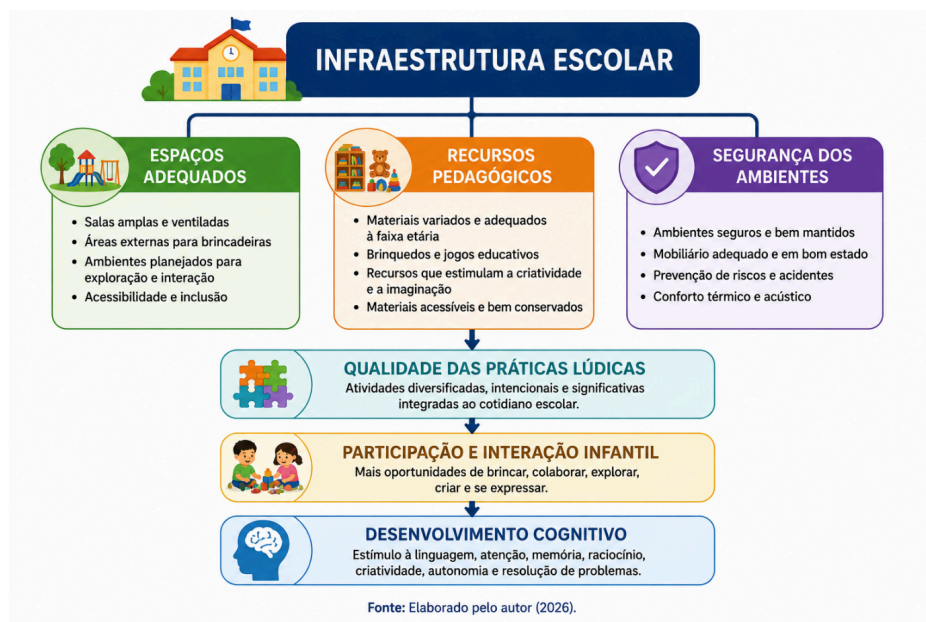 INFRAESTRUTURA ESCOLAR
ESPAÇOS
ADEQUADOS
• Salas amplas e ventiladas
• Áreas externas para brincadeiras
• Ambientes planejados para
exploração e interação
• Acessibilidade e inclusão
RECURSOS
PEDAGÓGICOS
• Materiais variados e adequados
à faixa etária
• Brinquedos e jogos educativos
• Recursos que estimulam a criatividade
e a imaginação
• Materiais acessíveis e bem conservados
SEGURANÇA DOS
AMBIENTES
• Ambientes seguros e bem mantidos
• Mobiliário adequado e em bom estado
• Prevenção de riscos e acidentes
• Conforto térmico e acústico
QUALIDADE DAS PRÁTICAS LÚDICAS
Atividades diversificadas, intencionais e significativas
integradas ao cotidiano escolar.
PARTICIPAÇÃO E INTERAÇÃO INFANTIL
Mais oportunidades de brincar, colaborar, explorar,
criar e se expressar.
DESENVOLVIMENTO COGNITIVO
Estímulo à linguagem, atenção, memória, raciocínio,
criatividade, autonomia e resolução de problemas.
Fonte: Elaborado pelo autor (2026).